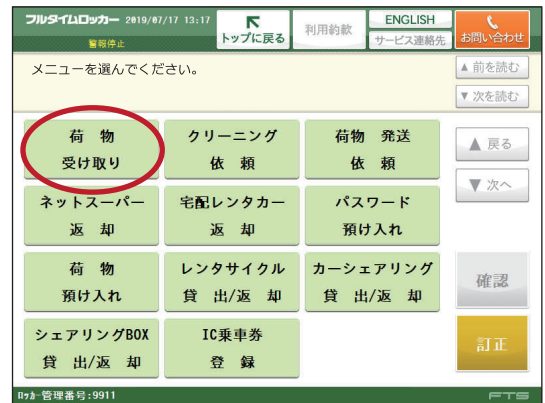 フルタイムロッカー 2019/07/17 13:17
警報停止
トップに戻る
利用約款
ENGLISH
サービス連絡先
お問い合わせ
メニューを選んでください。
▲ 前を読む
▼ 次を読む
荷 物
受け取り
クリーニング
依 頼
荷物 発送
依 頼
▲ 戻る
▼ 次へ
ネットスーパー
返 却
宅配レンタカー
返 却
パスワード
預け入れ
荷 物
預け入れ
レンタサイクル
貸 出/返 却
カーシェアリング
貸 出/返 却
確認
シェアリングBOX
貸 出/返 却
IC乗車券
登 録
訂正
ロッカー管理番号:9911
FTS